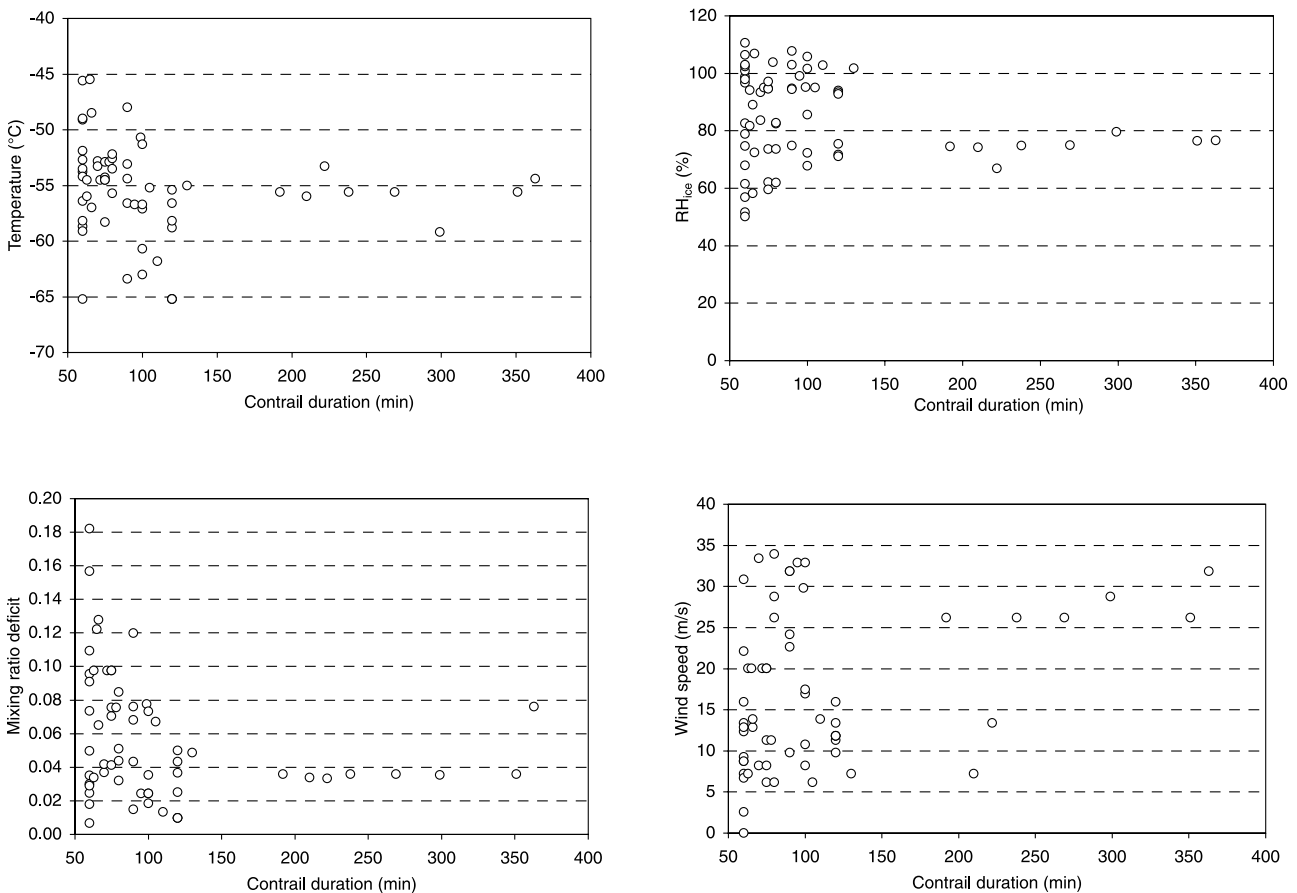 -40
-45
-50
-55
-60
-65
-70
Temperature (°C)
50 100 150 200 250 300 350 400
Contrail duration (min)
120
100
80
60
40
20
0
RHice (%)
50 100 150 200 250 300 350 400
Contrail duration (min)
0.20
0.18
0.16
0.14
0.12
0.10
0.08
0.06
0.04
0.02
0.00
Mixing ratio deficit
50 100 150 200 250 300 350 400
Contrail duration (min)
40
35
30
25
20
15
10
5
0
Wind speed (m/s)
50 100 150 200 250 300 350 400
Contrail duration (min)